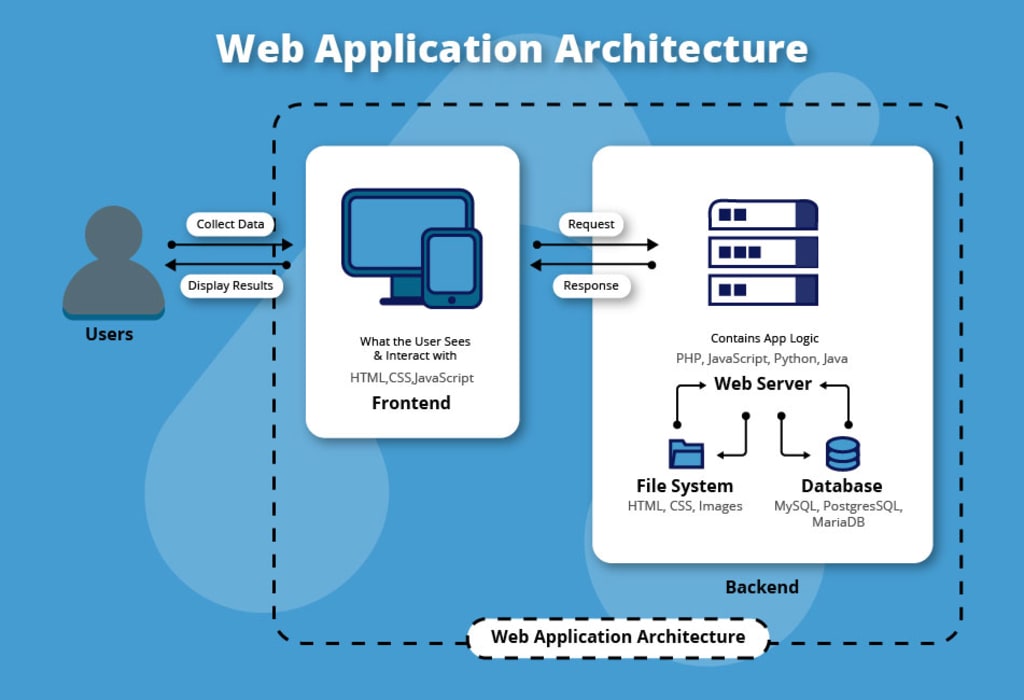 Web Application Architecture
Collect Data
Display Results
Users
What the User Sees
& Interact with
HTML,CSS,JavaScript
Frontend
Request
Response
Contains App Logic
PHP, JavaScript, Python, Java
Web Server
File System
HTML, CSS, Images
Database
MySQL, PostgresSQL,
MariaDB
Backend
Web Application Architecture